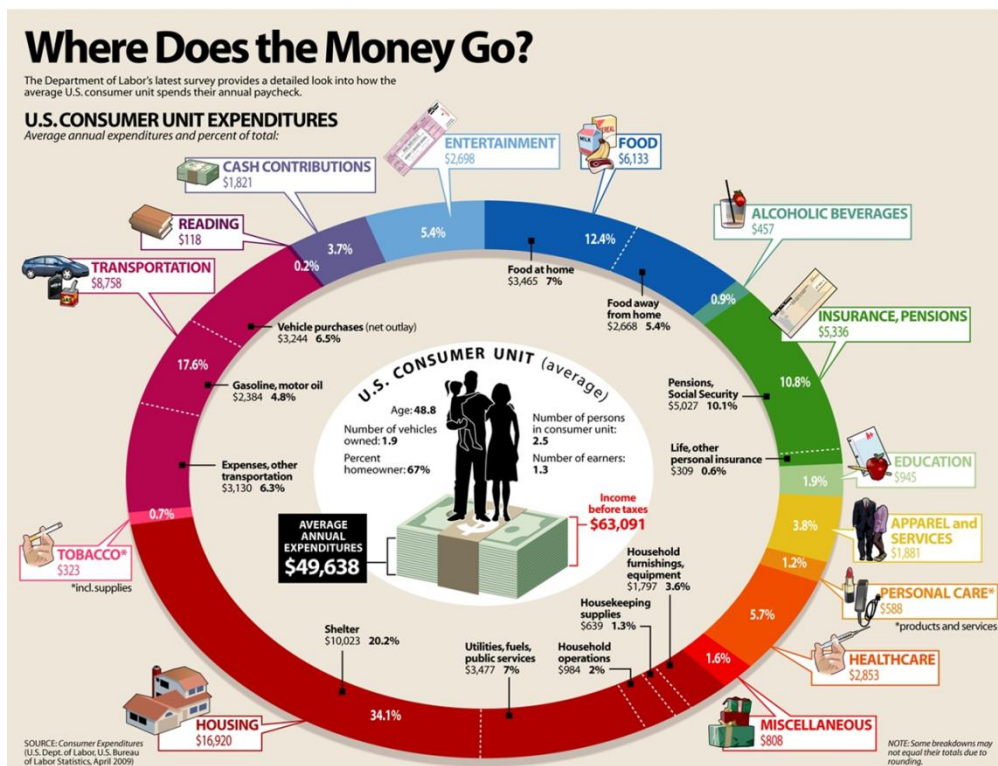 Where Does the Money Go?
The Department of Labor's latest survey provides a detailed look into how the
average U.S. consumer unit spends their annual paycheck.
U.S. CONSUMER UNIT EXPENDITURES
Average annual expenditures and percent of total:
CASH CONTRIBUTIONS
$1,821
3.7%
ENTERTAINMENT
$2,698
5.4%
MILK
CEREAL
FOOD
$6,133
12.4%
Food at home
$3,465 7%
Food away
from home
$2,668 5.4%
ALCOHOLIC BEVERAGES
$457
0.9%
INSURANCE, PENSIONS
$5,336
10.8%
Pensions,
Social Security
$5,027 10.1%
Life, other
personal insurance
$309 0.6%
EDUCATION
$945
1.9%
APPAREL and
SERVICES
$1,881
3.8%
PERSONAL CARE*
$588
*products and services
1.2%
HEALTHCARE
$2,853
5.7%
MISCELLANEOUS
$808
1.6%
HOUSING
$16,920
34.1%
Shelter
$10,023 20.2%
Utilities, fuels,
public services
$3,477 7%
Household
operations
$984 2%
Housekeeping
supplies
$639 1.3%
Household
furnishings,
equipment
$1,797 3.6%
TOBACCO*
$323
*incl. supplies
0.7%
TRANSPORTATION
$8,758
17.6%
Vehicle purchases (net outlay)
$3,244 6.5%
Gasoline, motor oil
$2,384 4.8%
Expenses, other
transportation
$3,130 6.3%
READING
$118
0.2%
U.S. CONSUMER UNIT (average)
Age: 48.8
Number of vehicles
owned: 1.9
Percent
homeowner: 67%
Number of persons
in consumer unit:
2.5
Number of earners:
1.3
AVERAGE
ANNUAL
EXPENDITURES
$49,638
Income
before taxes
$63,091
SOURCE: Consumer Expenditures
(U.S. Dept. of Labor, U.S. Bureau
of Labor Statistics, April 2009)
NOTE: Some breakdowns may
not equal their totals due to
rounding.